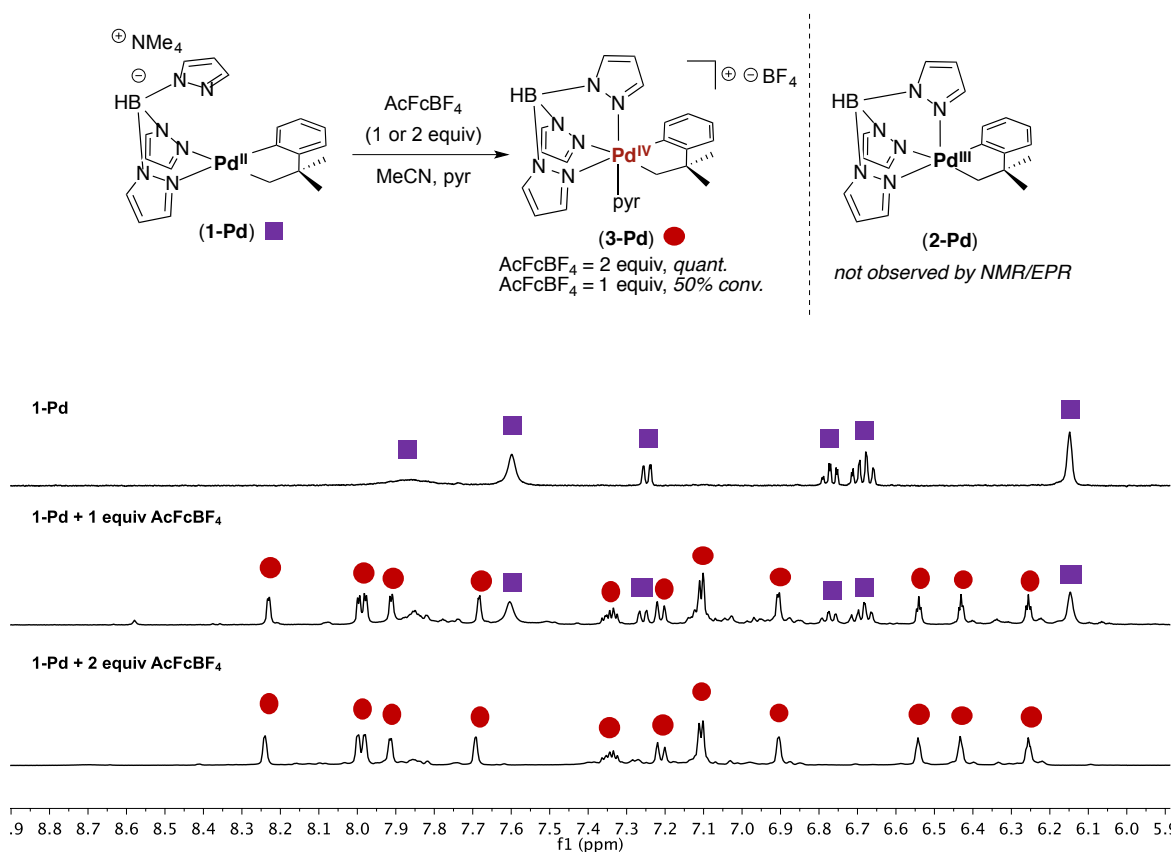 ⊕ NMe4
⊖
HB
N
N
N
N
N
N
Pd^II
(1-Pd)
AcFcBF4
(1 or 2 equiv)
MeCN, pyr
HB
N
N
N
N
N
N
Pd^IV
pyr
⊕ ⊖ BF4
(3-Pd)
AcFcBF4 = 2 equiv, quant.
AcFcBF4 = 1 equiv, 50% conv.
HB
N
N
N
N
N
N
Pd^III
(2-Pd)
not observed by NMR/EPR
1-Pd
1-Pd + 1 equiv AcFcBF4
1-Pd + 2 equiv AcFcBF4
.9 8.8 8.6 8.5 8.4 8.3 8.2 8.1 8.0 7.9 7.8 7.7 7.6 7.5 7.4 7.3 7.2 7.1 7.0 6.9 6.8 6.7 6.6 6.5 6.4 6.3 6.2 6.1 6.0 5.9
f1 (ppm)